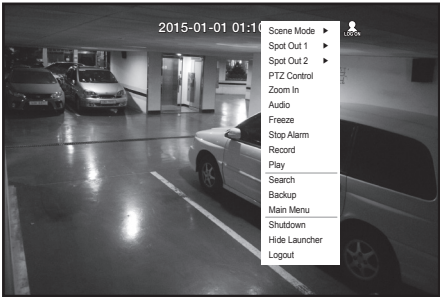 2015-01-01 01:10
LOG ON
Scene Mode ▶
Spot Out 1 ▶
Spot Out 2 ▶
PTZ Control
Zoom In
Audio
Freeze
Stop Alarm
Record
Play
Search
Backup
Main Menu
Shutdown
Hide Launcher
Logout